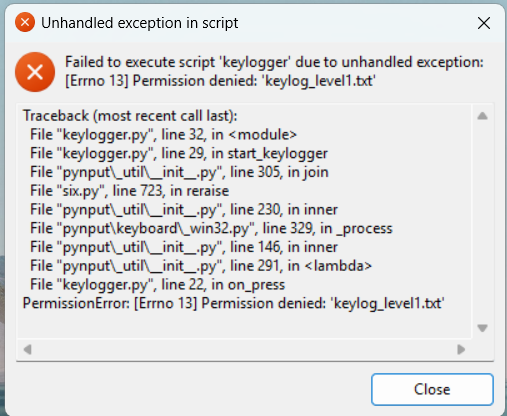 Unhandled exception in script
Failed to execute script 'keylogger' due to unhandled exception:
[Errno 13] Permission denied: 'keylog_level1.txt'
Traceback (most recent call last):
File "keylogger.py", line 32, in <module>
File "keylogger.py", line 29, in start_keylogger
File "pynput\_util\__init__.py", line 305, in join
File "six.py", line 723, in reraise
File "pynput\_util\__init__.py", line 230, in inner
File "pynput\keyboard\_win32.py", line 329, in _process
File "pynput\_util\__init__.py", line 146, in inner
File "pynput\_util\__init__.py", line 291, in <lambda>
File "keylogger.py", line 22, in on_press
PermissionError: [Errno 13] Permission denied: 'keylog_level1.txt'
Close